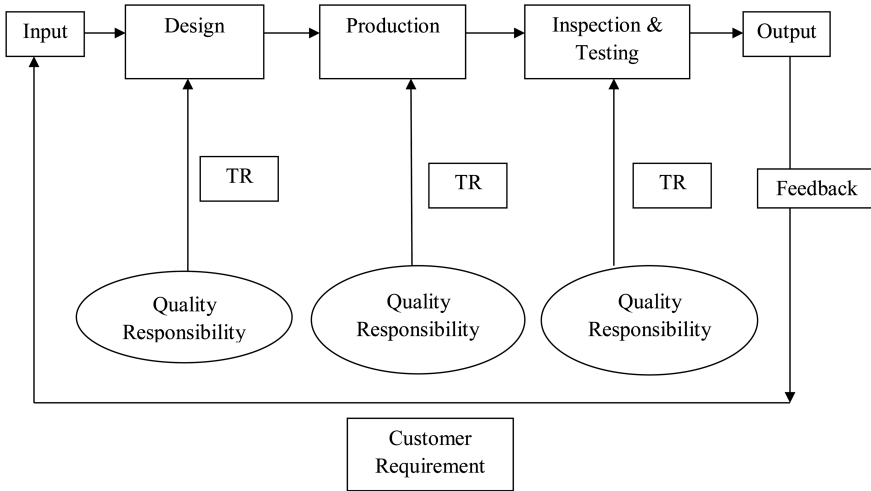 Input
Design
Production
Inspection &
Testing
Output
TR
TR
TR
Feedback
Quality
Responsibility
Quality
Responsibility
Quality
Responsibility
Customer
Requirement